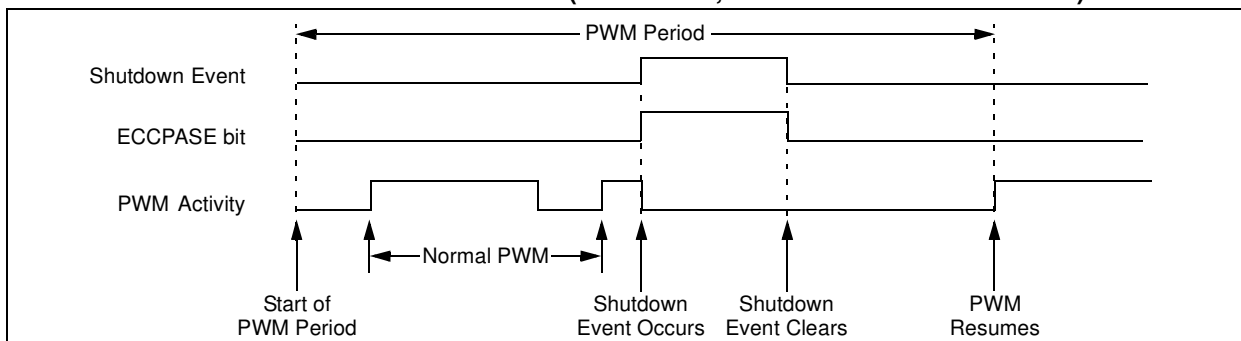 PWM Period
Shutdown Event
ECCPASE bit
PWM Activity
Normal PWM
Start of
PWM Period
Shutdown
Event Occurs
Shutdown
Event Clears
PWM
Resumes